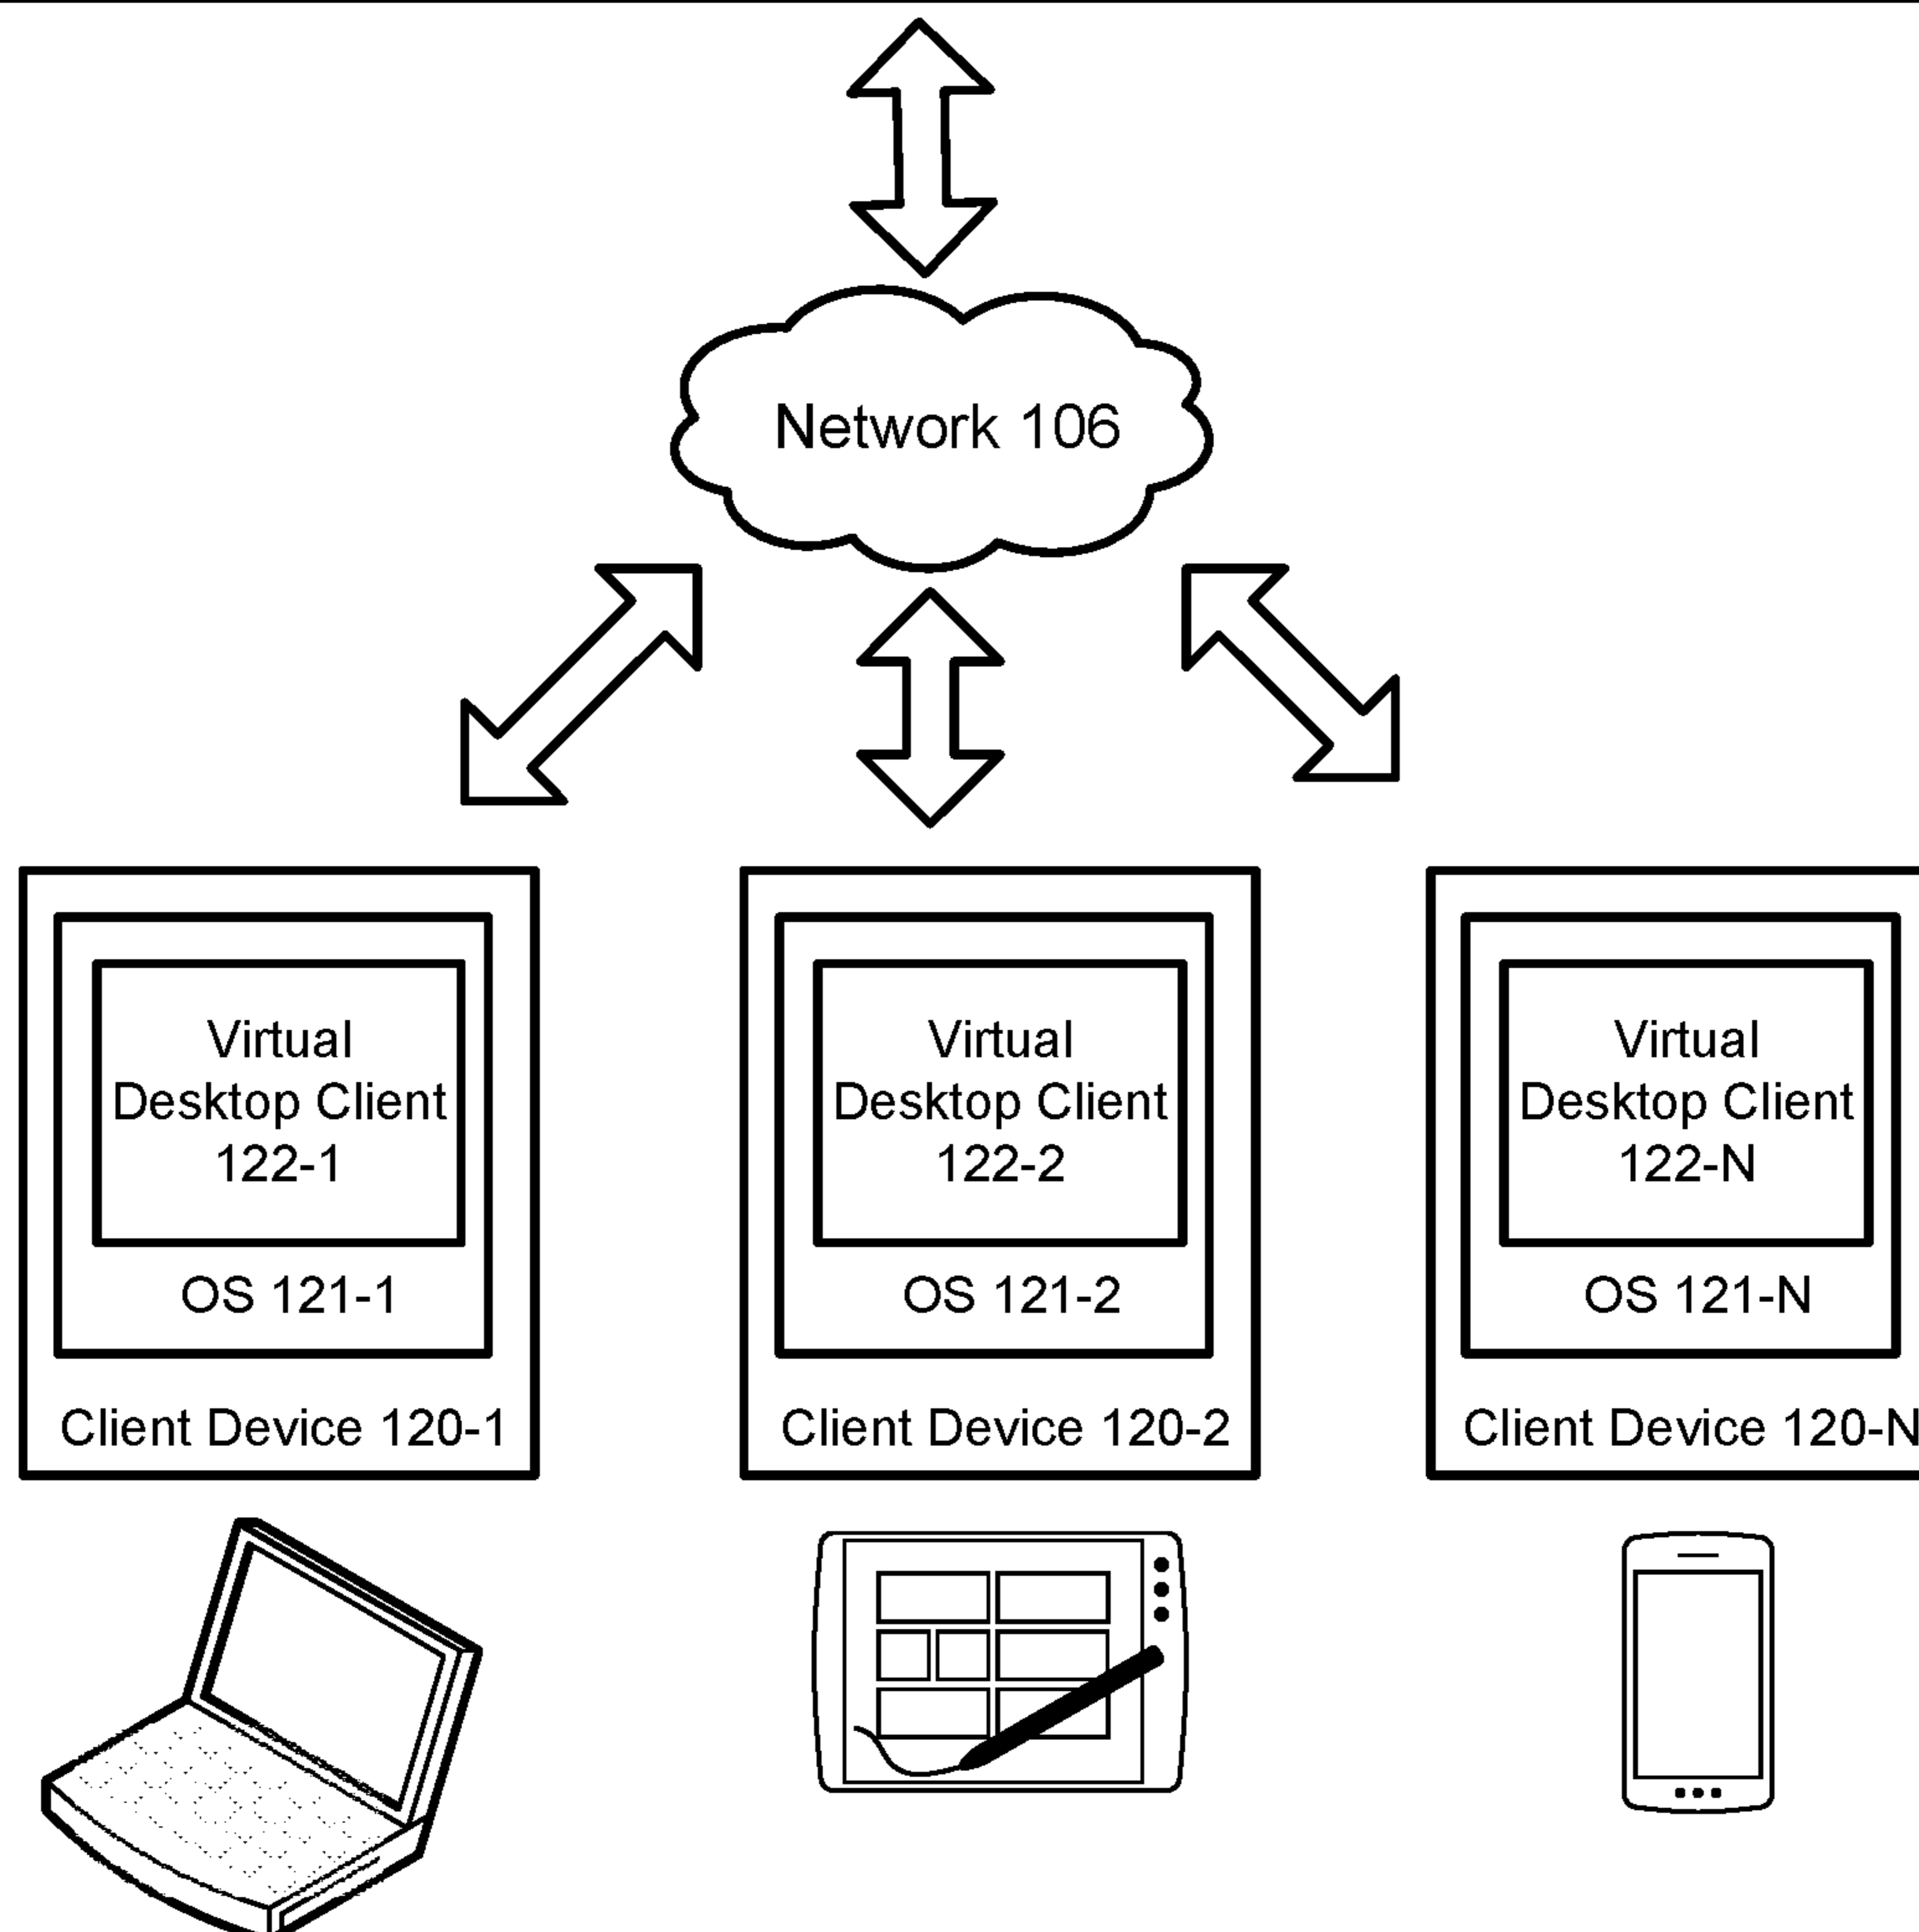 Network 106
Virtual
Desktop Client
122-1
OS 121-1
Client Device 120-1
Virtual
Desktop Client
122-2
OS 121-2
Client Device 120-2
Virtual
Desktop Client
122-N
OS 121-N
Client Device 120-N